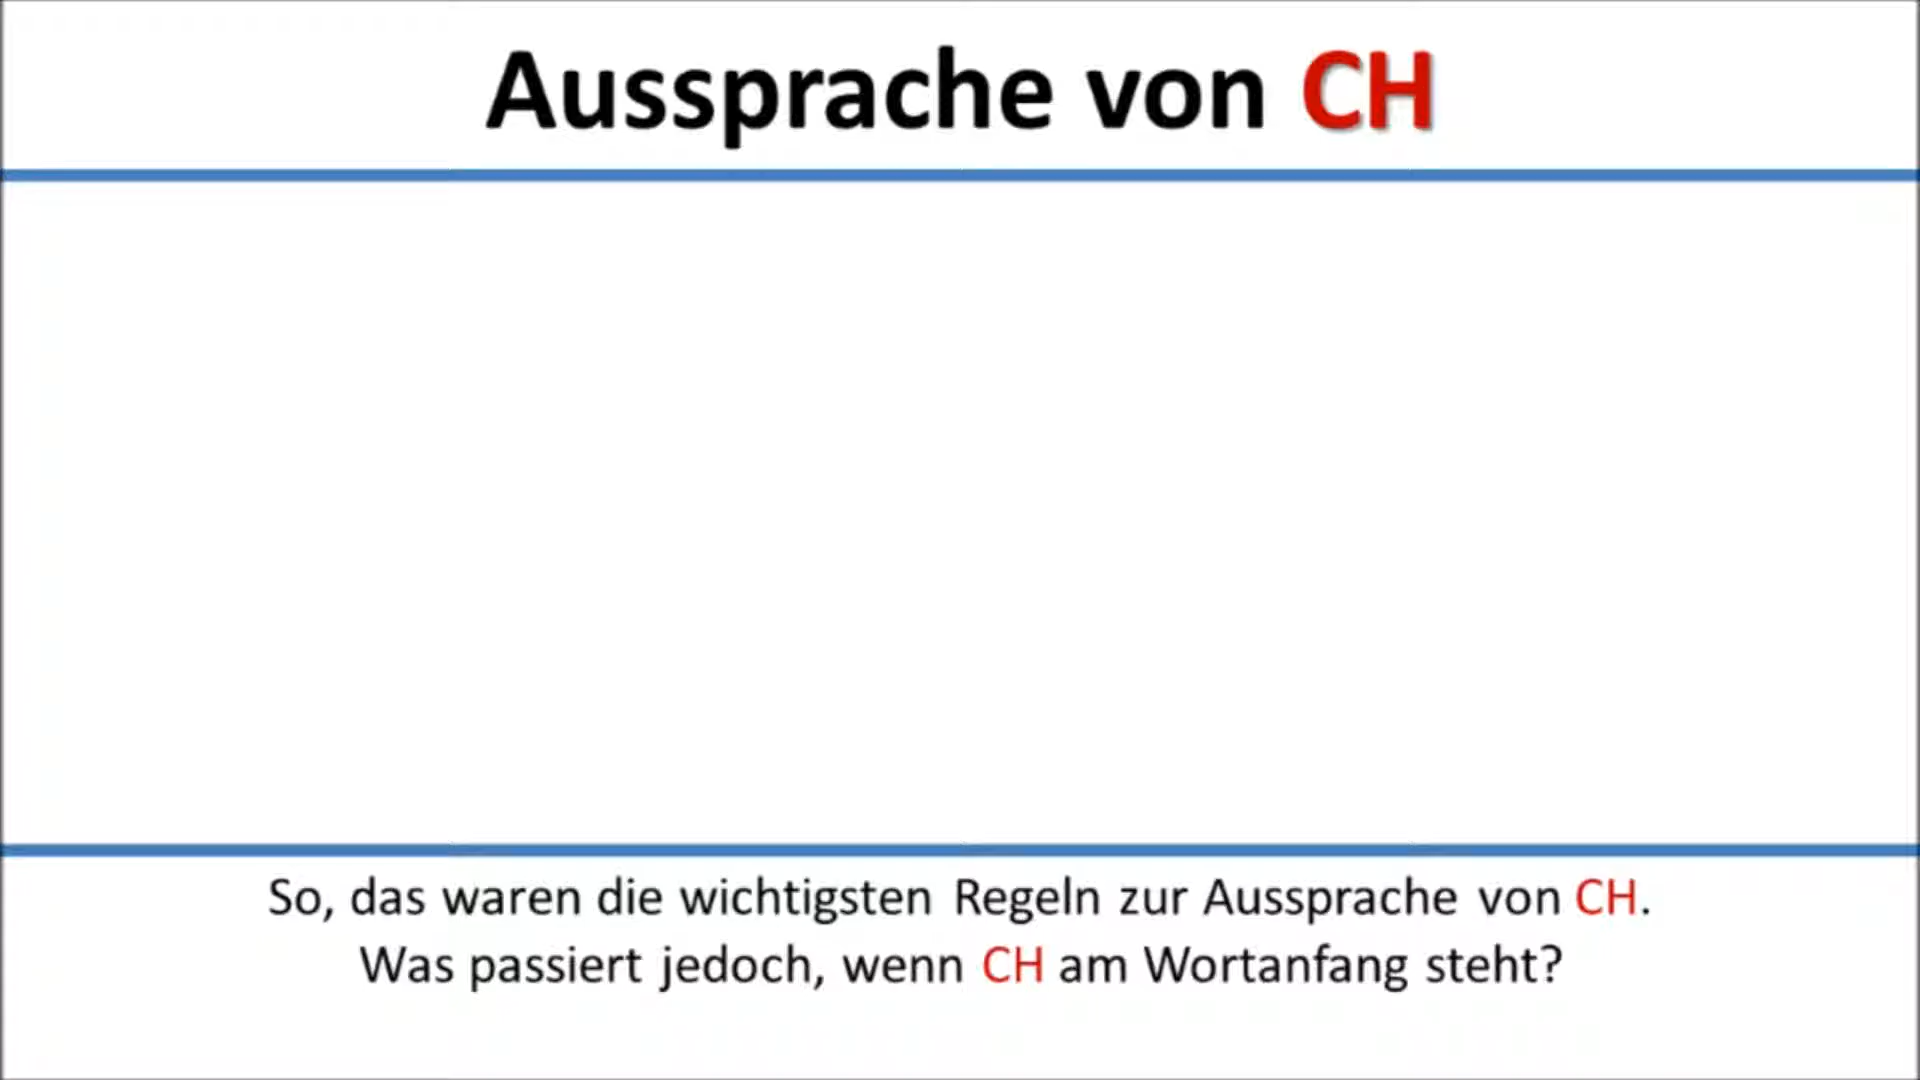 Aussprache von CH
So, das waren die wichtigsten Regeln zur Aussprache von CH.
Was passiert jedoch, wenn CH am Wortanfang steht?